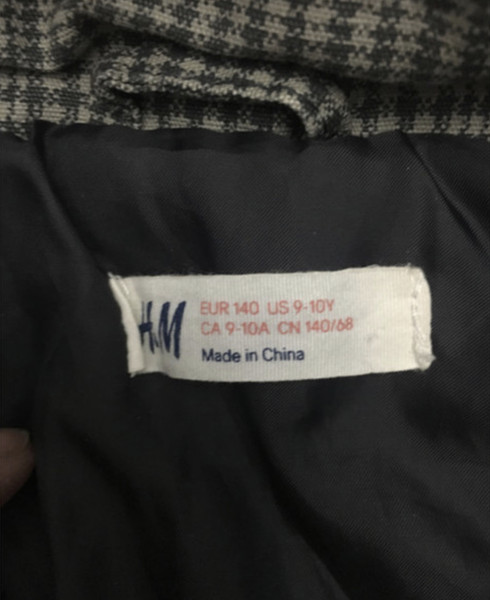 H&M
EUR 140 US 9-10Y
CA 9-10A CN 140/68
Made in China